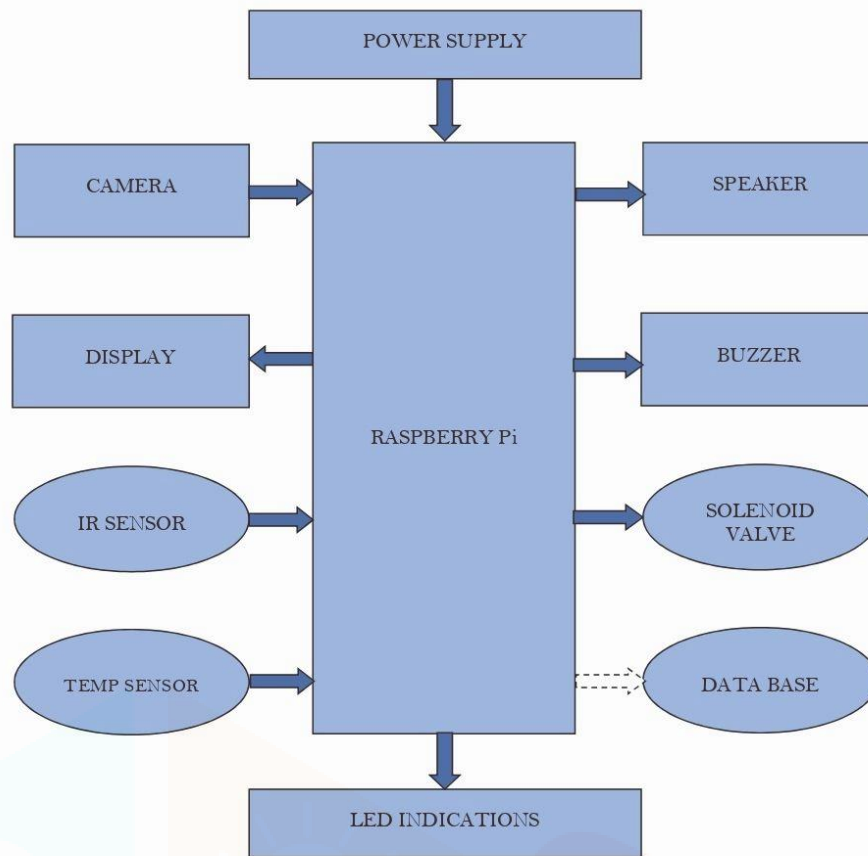 POWER SUPPLY
CAMERA
SPEAKER
DISPLAY
BUZZER
RASPBERRY Pi
IR SENSOR
SOLENOID
VALVE
TEMP SENSOR
DATA BASE
LED INDICATIONS